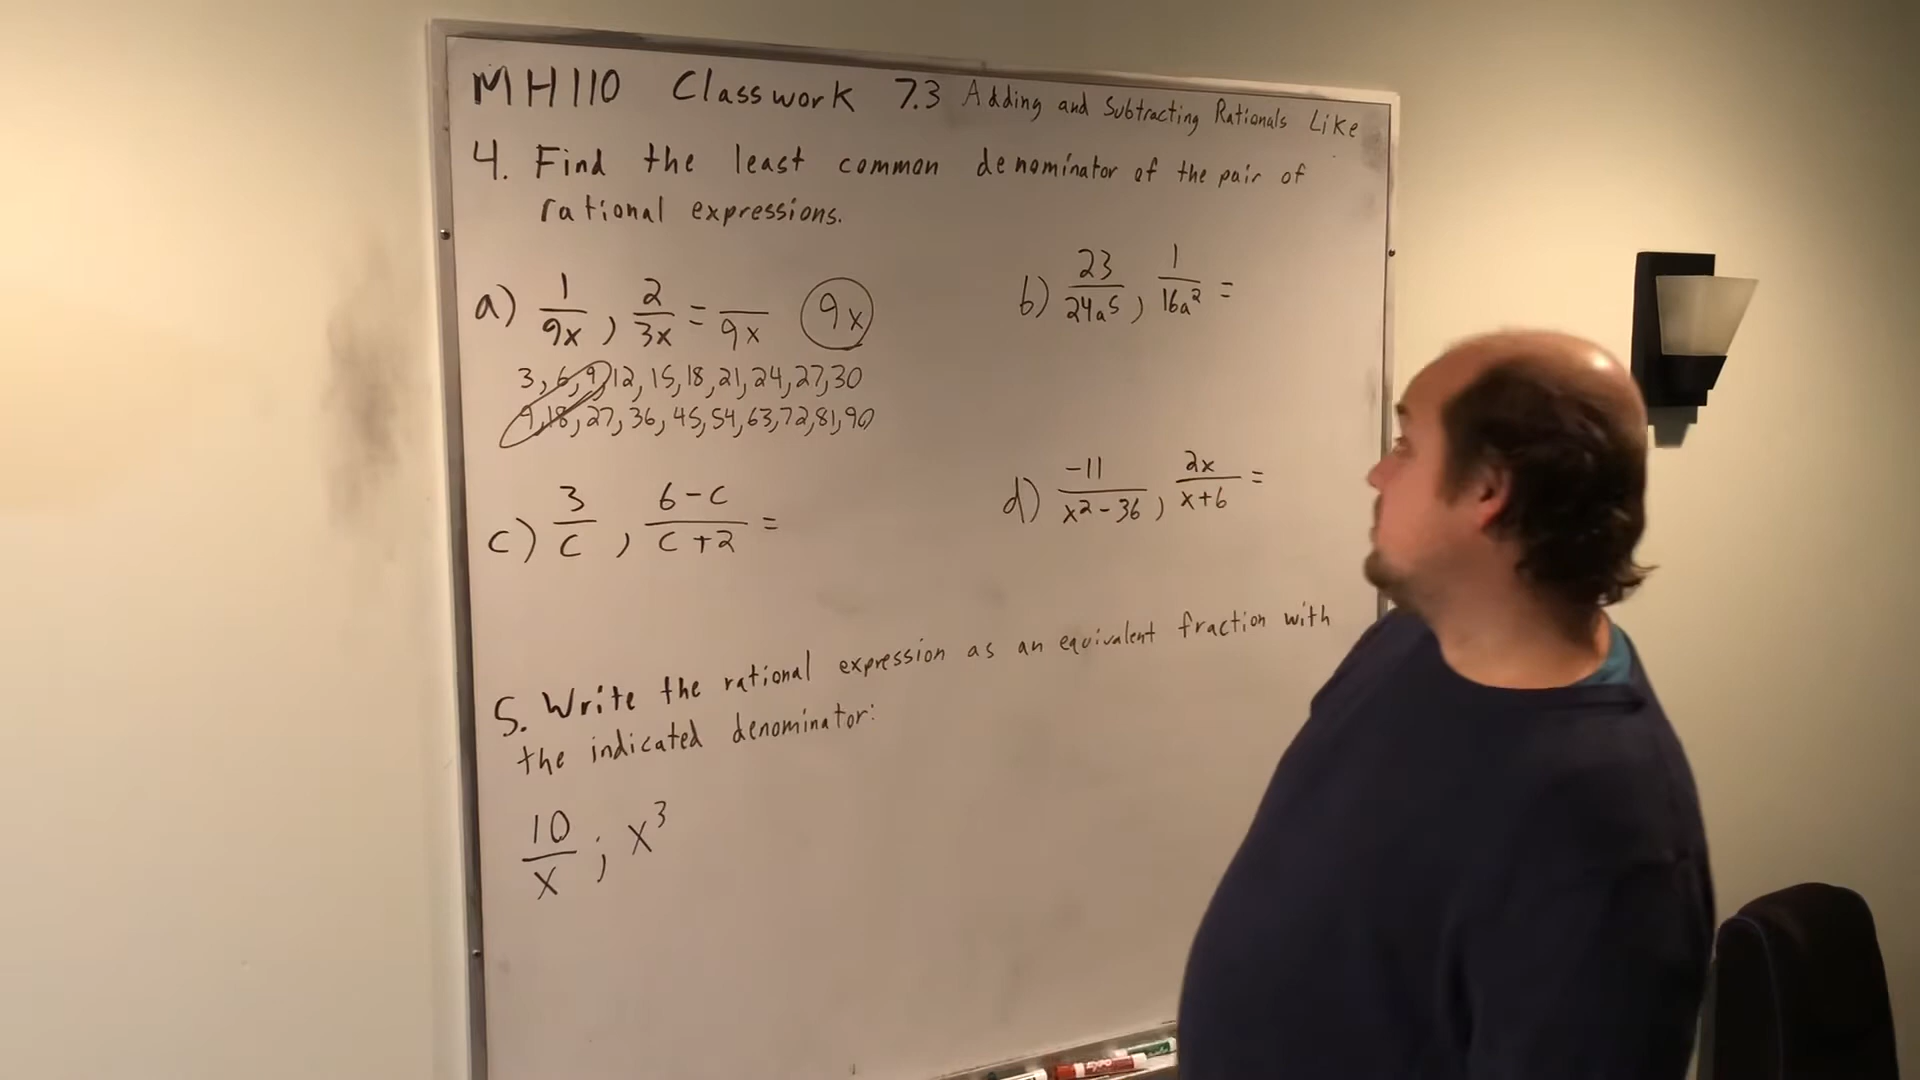 MH110 Classwork 7.3 Adding and Subtracting Rationals Like
4. Find the least common denominator of the pair of
rational expressions.
a) 1/9x, 2/3x = /9x 9x
3, 6, 9, 12, 15, 18, 21, 24, 27, 30
9, 18, 27, 36, 45, 54, 63, 72, 81, 90
b) 23/24a⁵, 1/16a² =
c) 3/c, 6-c/c+2 =
d) -11/x²-36, 2x/x+6 =
5. Write the rational expression as an equivalent fraction with
the indicated denominator:
10/x ; x³